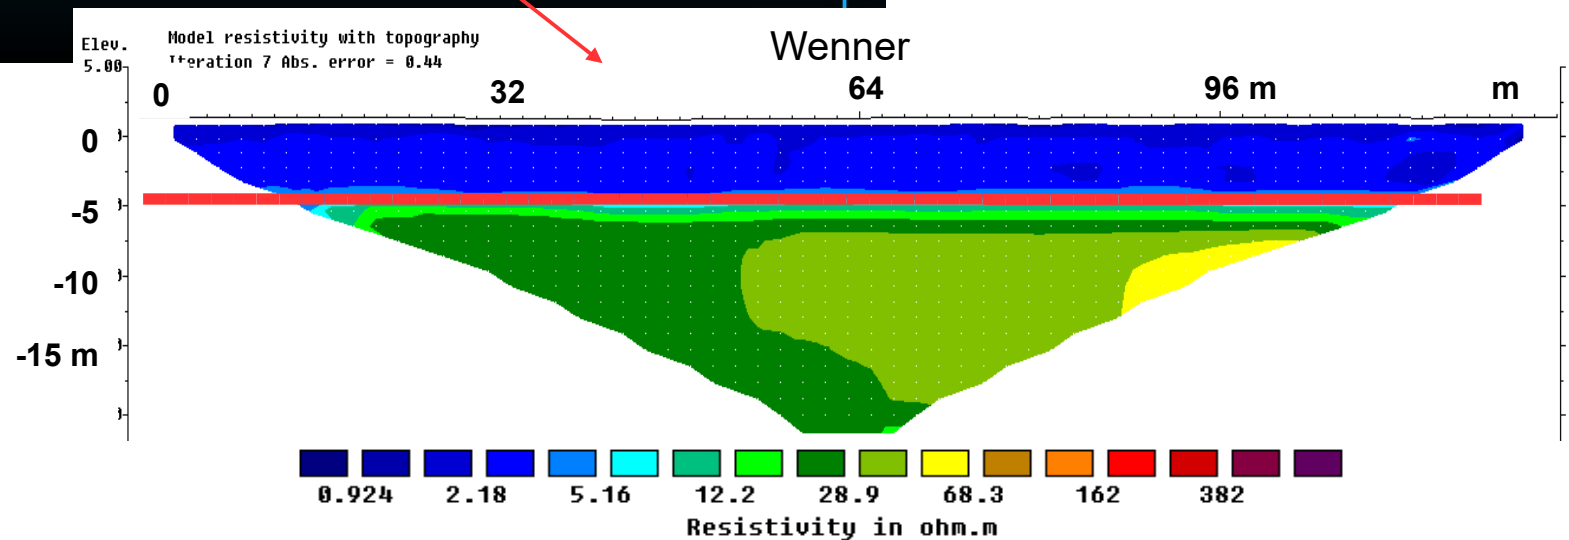 Wenner
Elev.
Model resistivity with topography
Iteration 7 Abs. error = 0.44
5.00
0 32 64 96 m m
0
-5
-10
-15 m
0.924 2.18 5.16 12.2 28.9 68.3 162 382
Resistivity in ohm.m